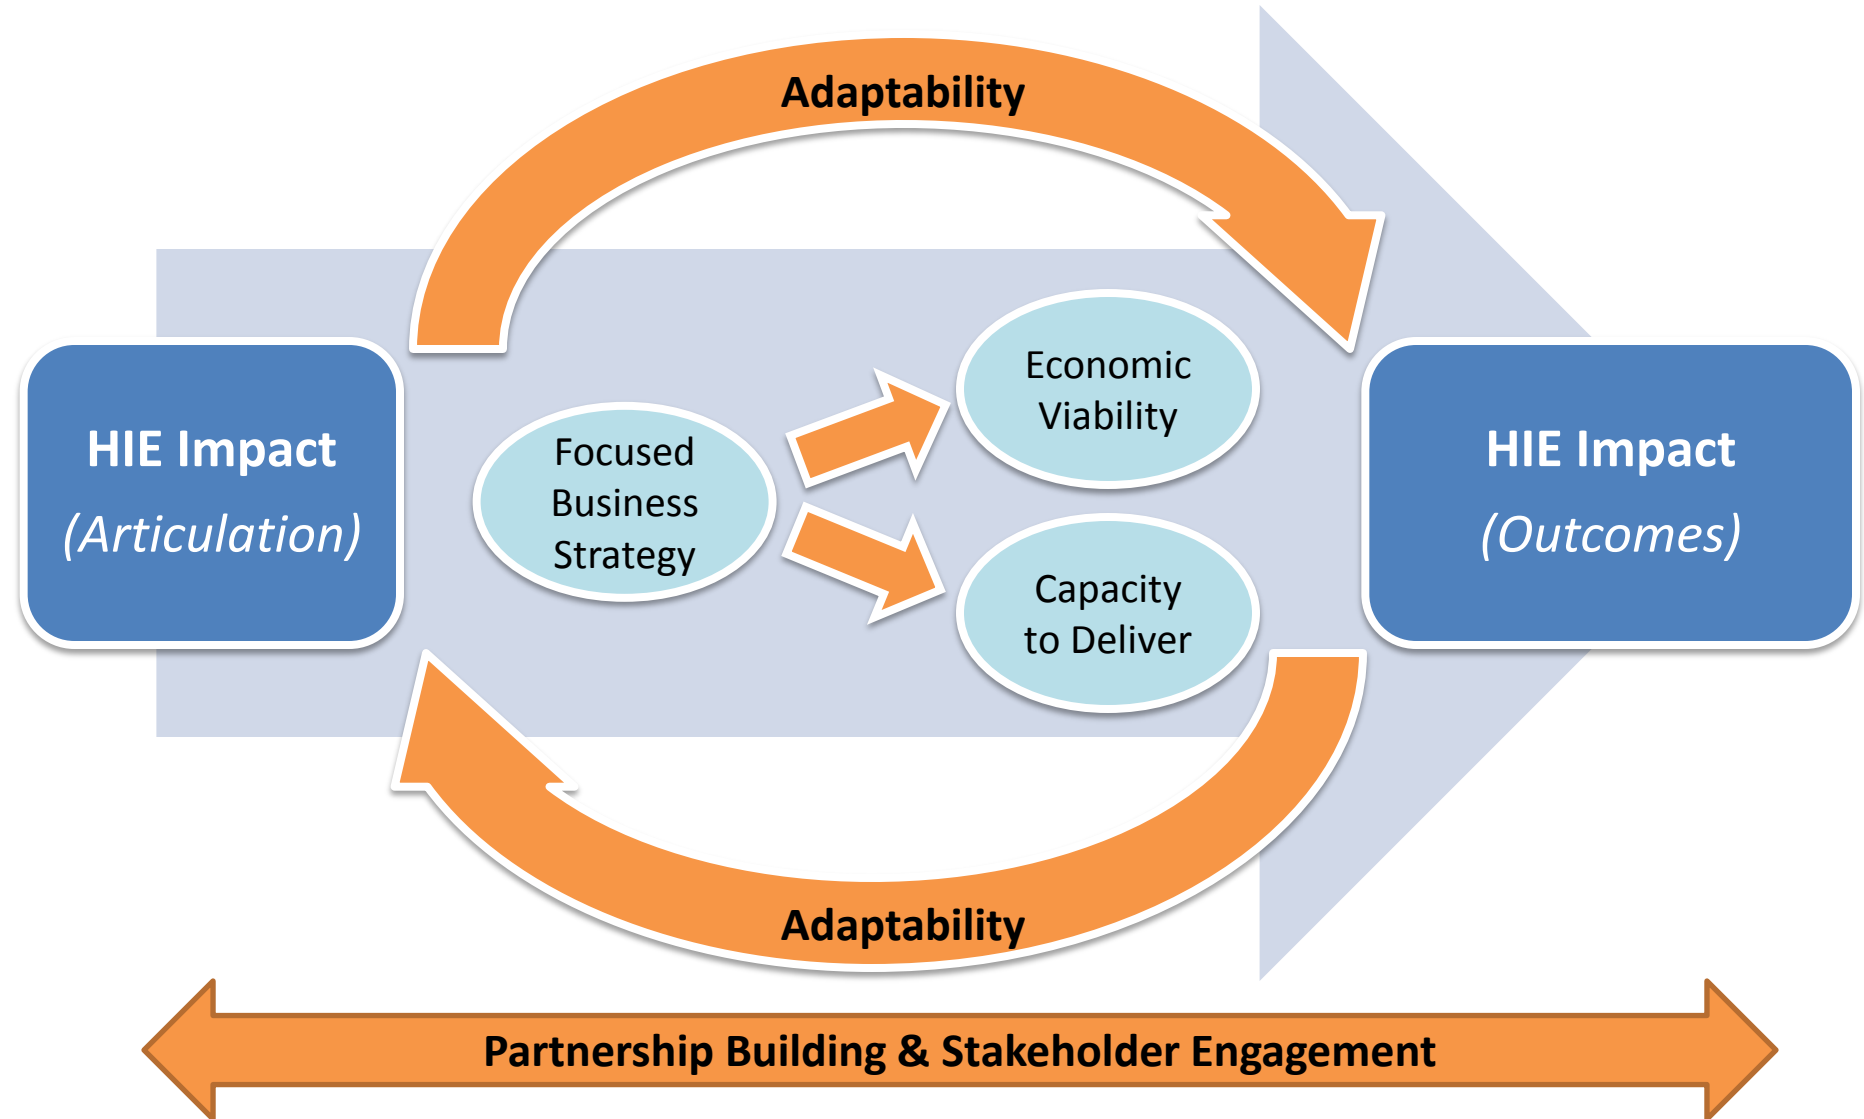 Adaptability
HIE Impact
(Articulation)
Focused
Business
Strategy
Economic
Viability
Capacity
to Deliver
HIE Impact
(Outcomes)
Adaptability
Partnership Building & Stakeholder Engagement